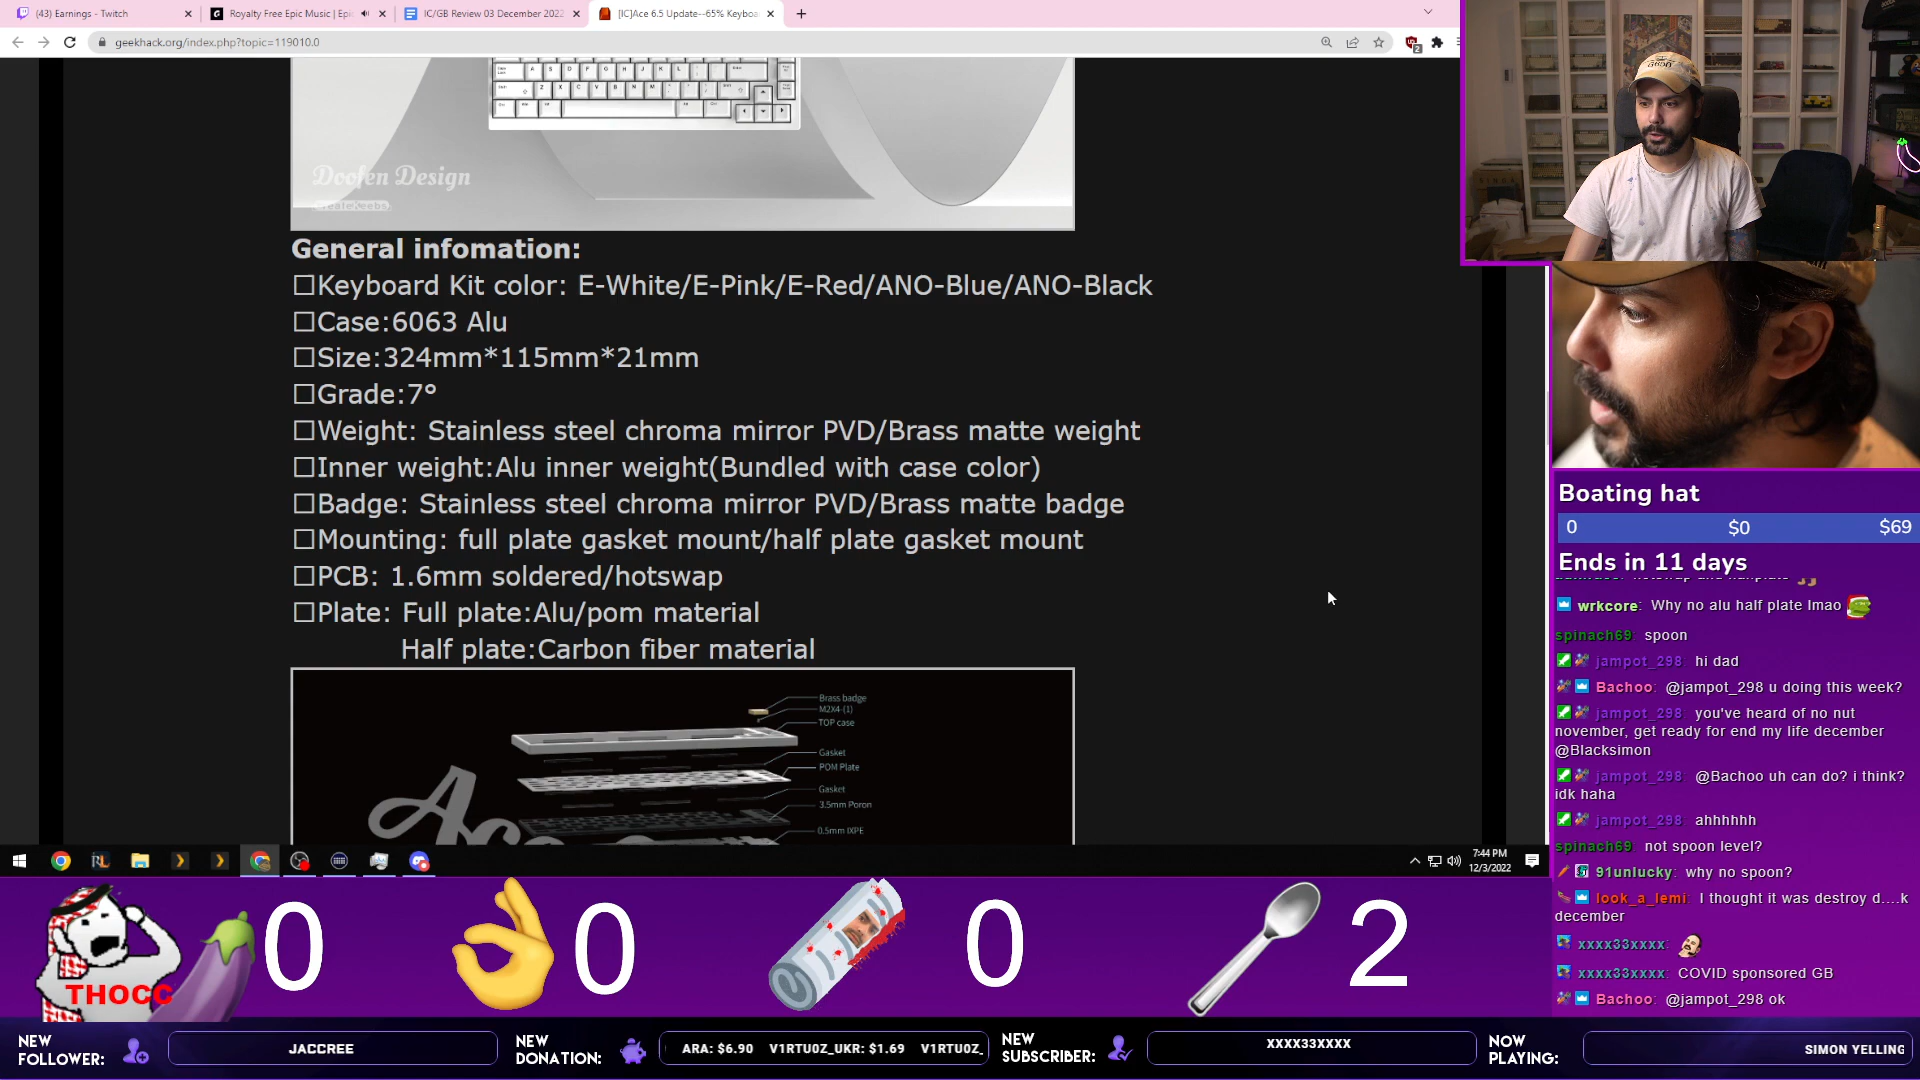 (43) Earnings - Twitch
Royalty Free Epic Music | Epic
IC/GB Review 03 December 2022
[IC]Ace 6.5 Update--65% Keyboa
geekhack.org/index.php?topic=119010.0
Doofen Design
General infomation:
☐Keyboard Kit color: E-White/E-Pink/E-Red/ANO-Blue/ANO-Black
☐Case:6063 Alu
☐Size:324mm*115mm*21mm
☐Grade:7°
☐Weight: Stainless steel chroma mirror PVD/Brass matte weight
☐Inner weight:Alu inner weight(Bundled with case color)
☐Badge: Stainless steel chroma mirror PVD/Brass matte badge
☐Mounting: full plate gasket mount/half plate gasket mount
☐PCB: 1.6mm soldered/hotswap
☐Plate: Full plate:Alu/pom material
Half plate:Carbon fiber material
Brass badge
M2X4-(1)
TOP case
Gasket
POM Plate
Gasket
3.5mm Poron
0.5mm IXPE
Ace
7:44 PM
12/3/2022
Boating hat
0 $0 $69
Ends in 11 days
wrkcore: Why no alu half plate lmao
spinach69: spoon
jampot_298: hi dad
Bachoo: @jampot_298 u doing this week?
jampot_298: you've heard of no nut
november, get ready for end my life december
@Blacksimon
jampot_298: @Bachoo uh can do? i think?
idk haha
jampot_298: ahhhhhh
spinach69: not spoon level?
91unlucky: why no spoon?
look_a_lemi: I thought it was destroy d....k
december
xxxx33xxxx:
xxxx33xxxx: COVID sponsored GB
Bachoo: @jampot_298 ok
THOCC
0 0 0 2
NEW
FOLLOWER:
JACCREE
NEW
DONATION:
ARA: $6.90 V1RTU0Z_UKR: $1.69 V1RTU0Z_
NEW
SUBSCRIBER:
XXXX33XXXX
NOW
PLAYING:
SIMON YELLING